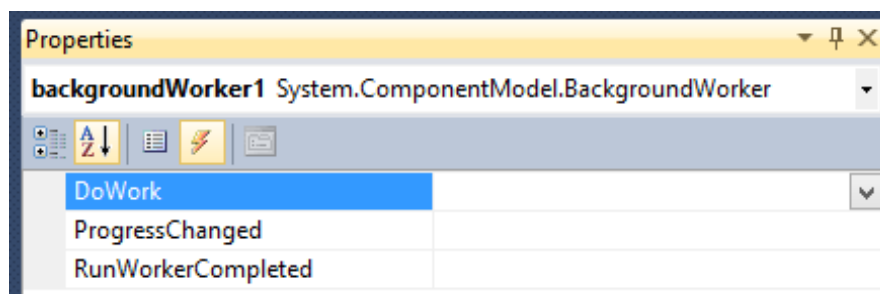 Properties
backgroundWorker1 System.ComponentModel.BackgroundWorker
A
Z
DoWork
ProgressChanged
RunWorkerCompleted